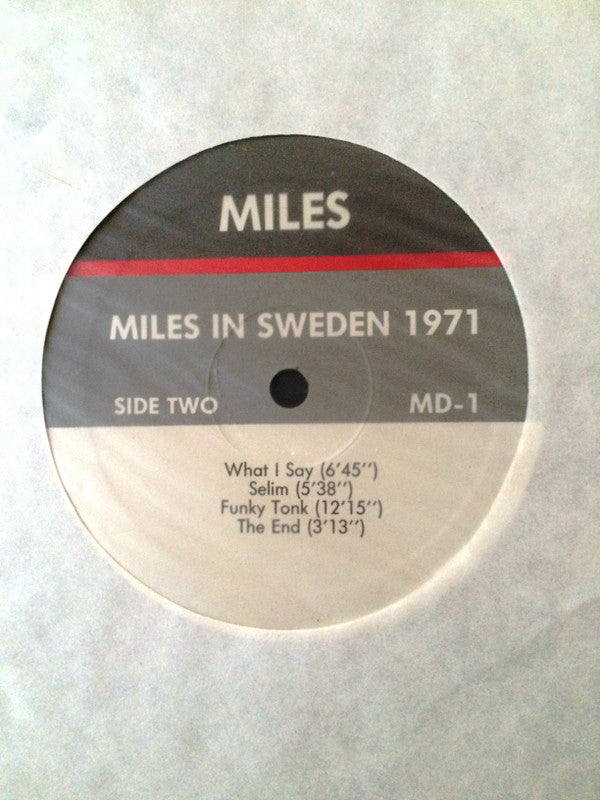 MILES
MILES IN SWEDEN 1971
SIDE TWO MD-1
What I Say (6'45'')
Selim (5'38'')
Funky Tonk (12'15'')
The End (3'13'')